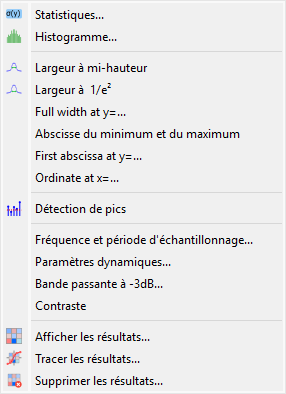 σ(y) Statistiques...
Histogramme...
Largeur à mi-hauteur
Largeur à 1/e²
Full width at y=...
Abscisse du minimum et du maximum
First abscissa at y=...
Ordinate at x=...
Détection de pics
Fréquence et période d'échantillonnage...
Paramètres dynamiques...
Bande passante à -3dB...
Contraste
Afficher les résultats...
Tracer les résultats...
Supprimer les résultats...